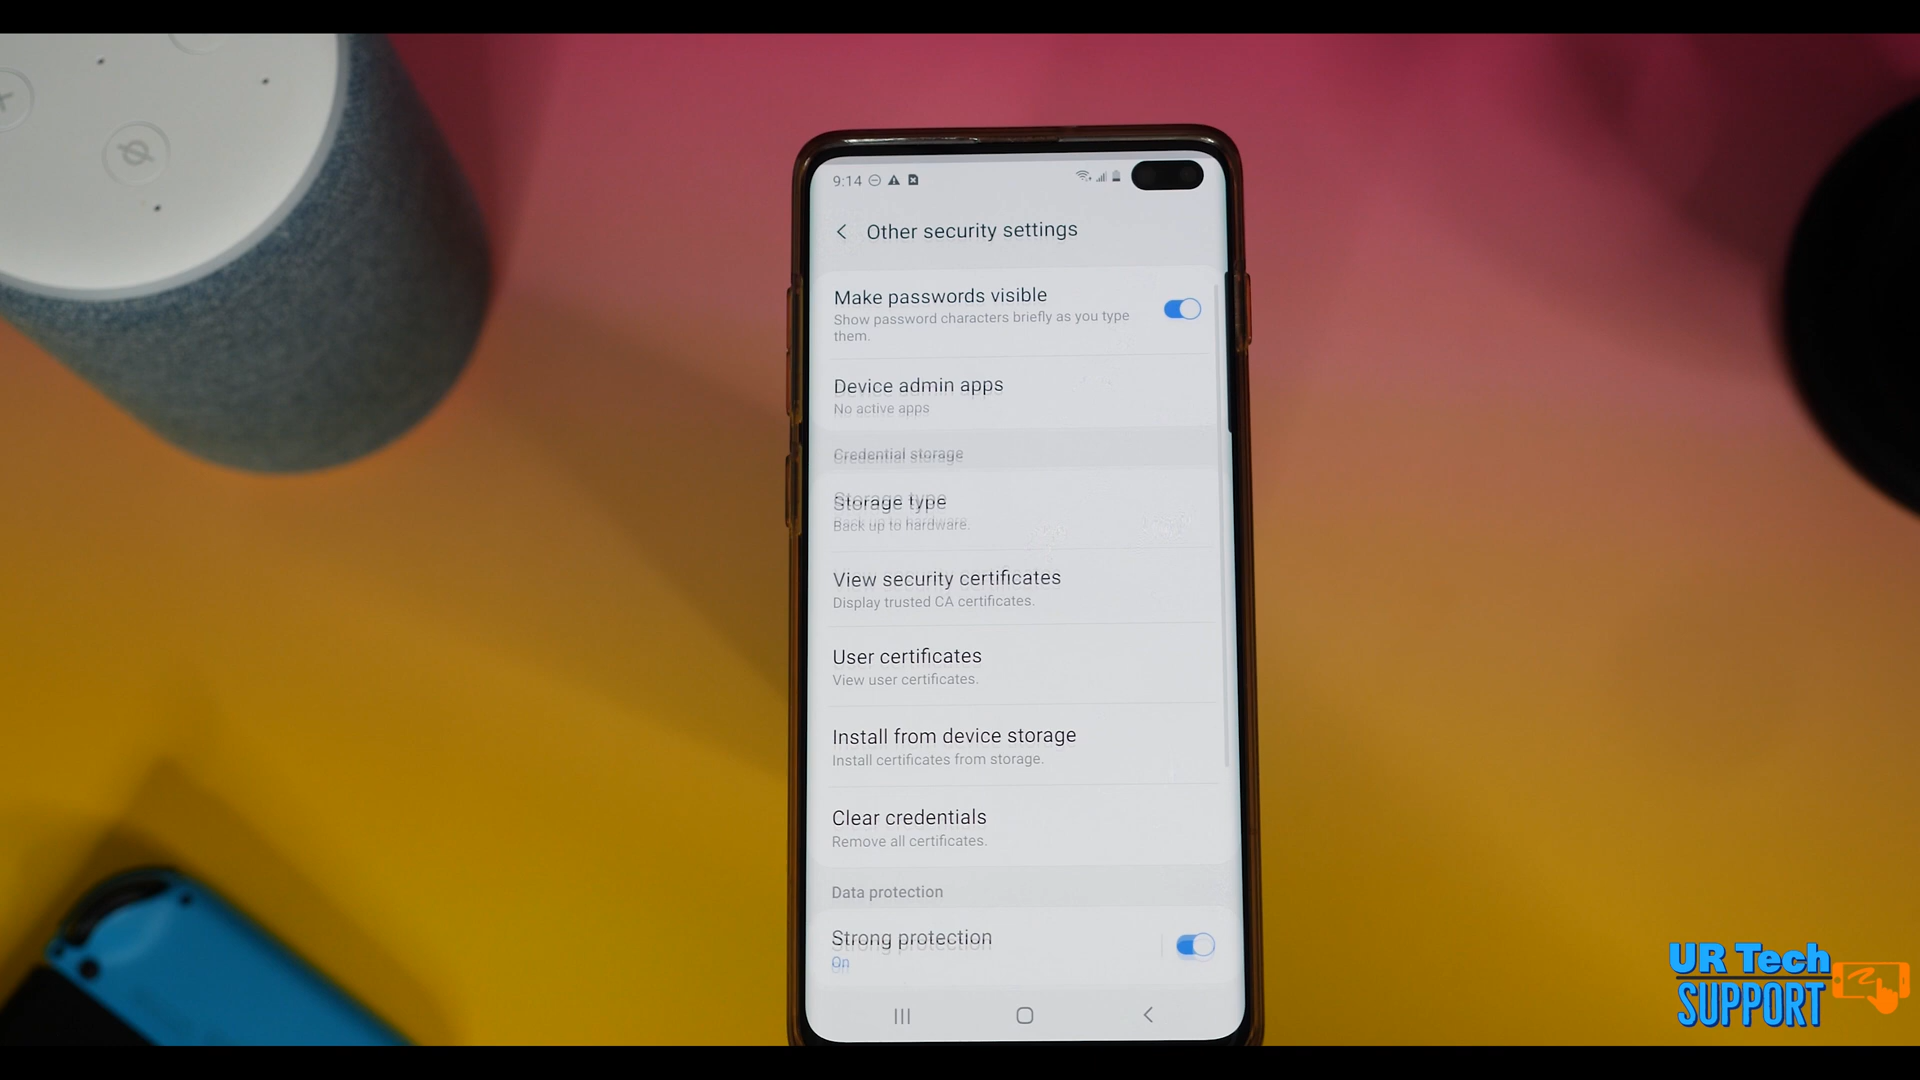 9:14
Other security settings
Make passwords visible
Show password characters briefly as you type
them.
Device admin apps
No active apps
Credential storage
Storage type
Back up to hardware.
View security certificates
Display trusted CA certificates.
User certificates
View user certificates.
Install from device storage
Install certificates from storage.
Clear credentials
Remove all certificates.
Data protection
Strong protection
On
UR Tech
SUPPORT